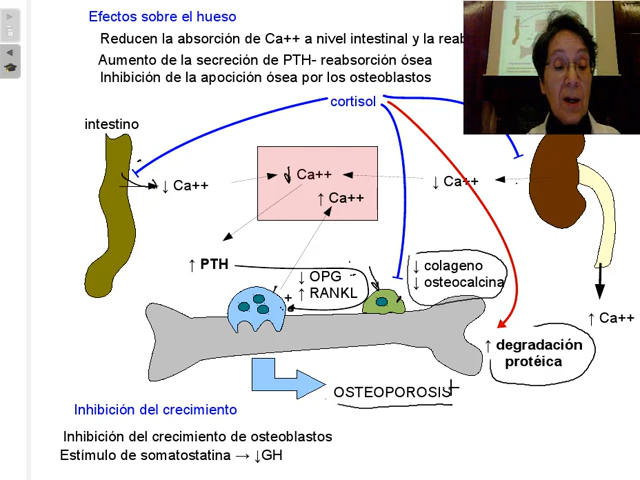 Efectos sobre el hueso
Reducen la absorción de Ca++ a nivel intestinal y la
Aumento de la secreción de PTH- reabsorción ósea
Inhibición de la apocición ósea por los osteoblastos
cortisol
intestino
↓ Ca++
↓ Ca++
↓ Ca++
↑ Ca++
↑ PTH
↓ OPG
↑ RANKL
+
↓ colageno
↓ osteocalcina
↑ Ca++
↑ degradación
protéica
OSTEOPOROSIS
Inhibición del crecimiento
Inhibición del crecimiento de osteoblastos
Estímulo de somatostatina → ↓GH